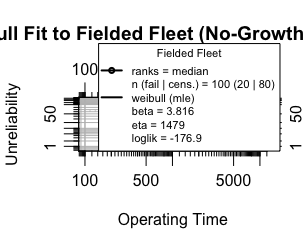 ull Fit to Fielded Fleet (No-Growth
Fielded Fleet
ranks = median
n (fail | cens.) = 100 (20 | 80)
weibull (mle)
beta = 3.816
eta = 1479
loglik = -176.9
Unreliability
1 50 100
1 50
100 500 5000
Operating Time